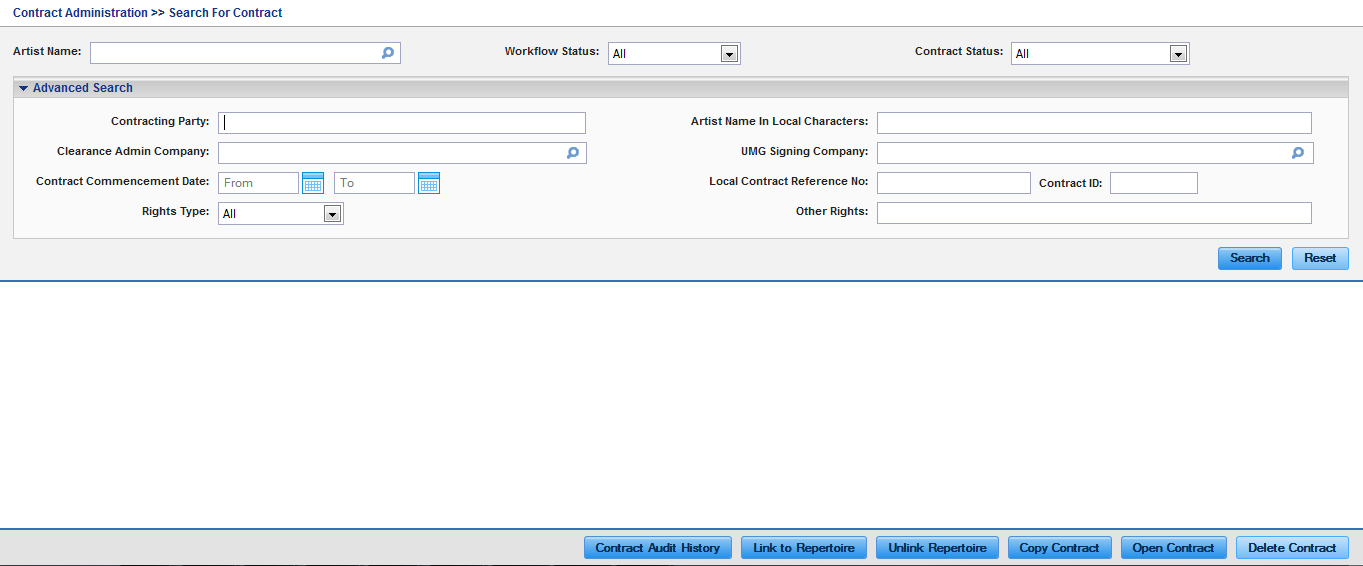 Contract Administration >> Search For Contract
Artist Name: Workflow Status: All Contract Status: All
Advanced Search
Contracting Party: Artist Name In Local Characters:
Clearance Admin Company: UMG Signing Company:
Contract Commencement Date: From To Local Contract Reference No: Contract ID:
Rights Type: All Other Rights:
Search Reset
Contract Audit History Link to Repertoire Unlink Repertoire Copy Contract Open Contract Delete Contract